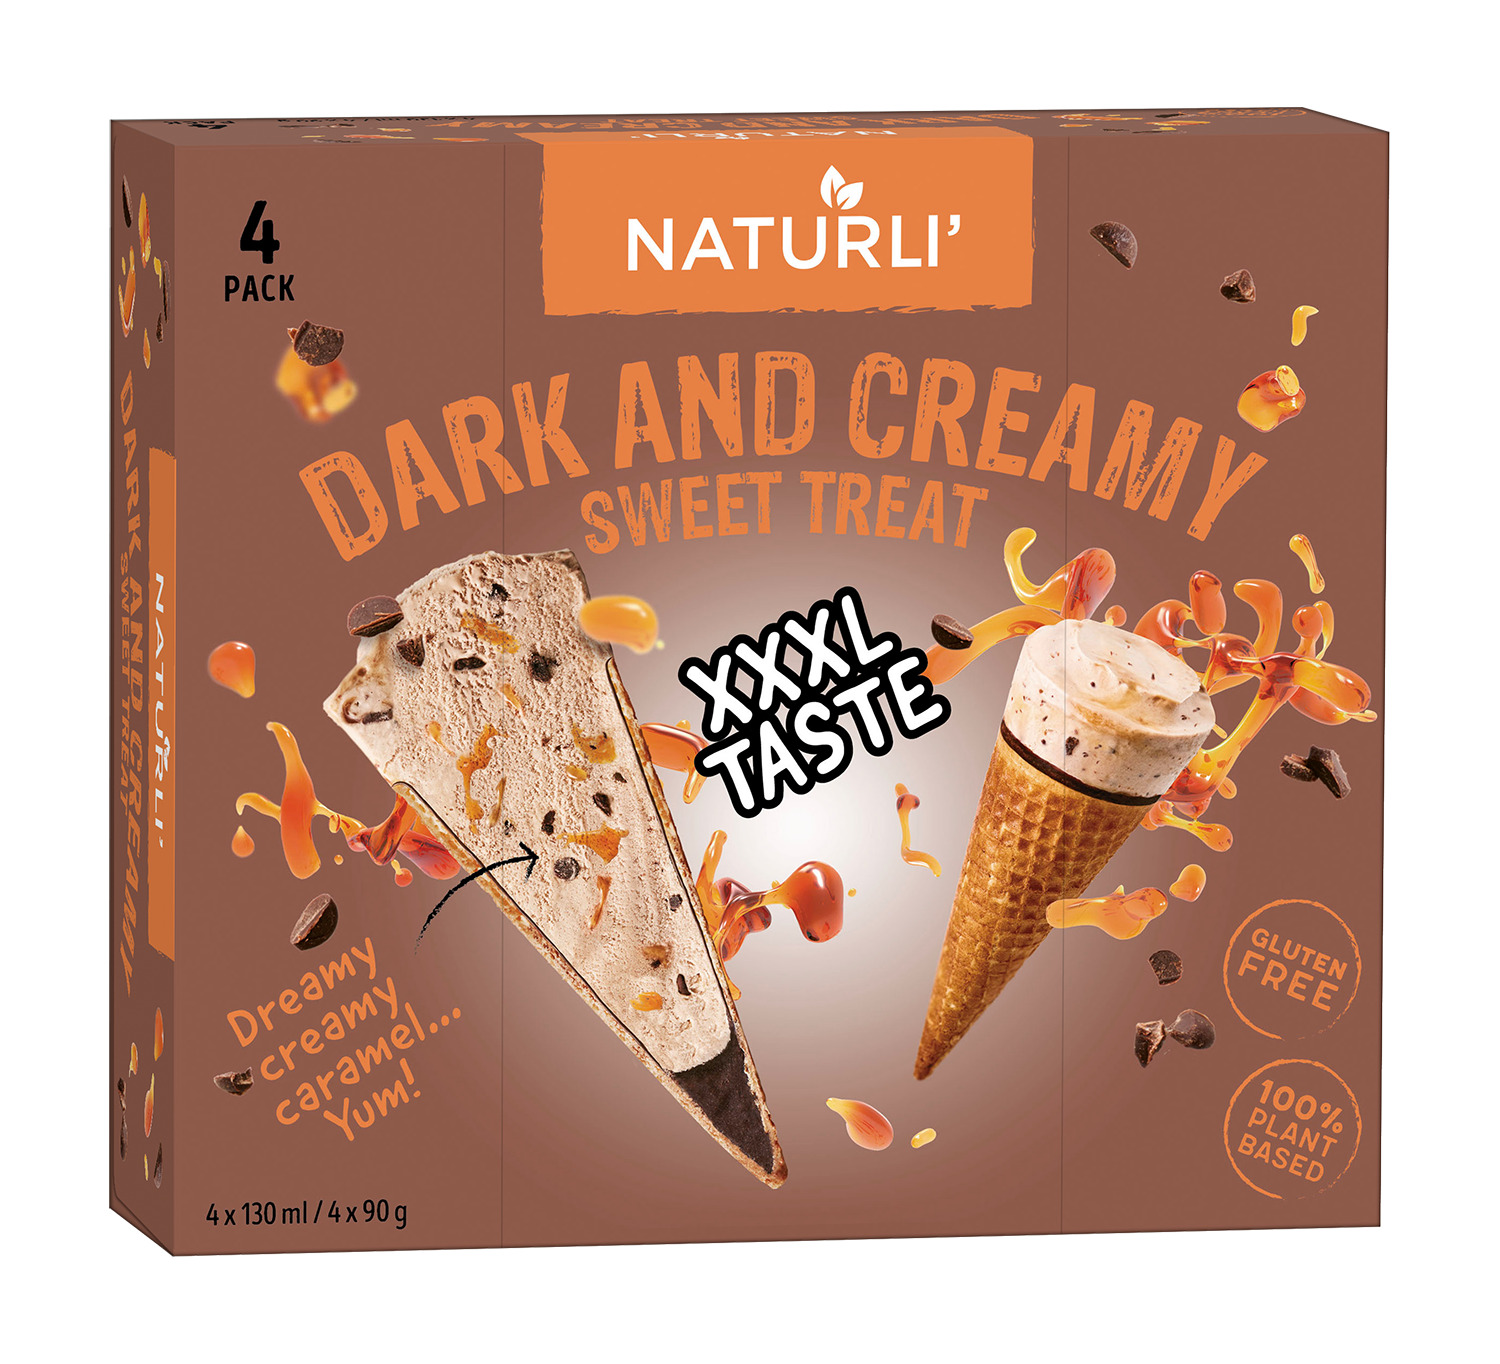 4
PACK
NATURLI’
DARK AND CREAMY
SWEET TREAT
XXXL
TASTE
Dreamy
creamy
caramel...
Yum!
GLUTEN
FREE
100%
PLANT
BASED
4 x 130 ml / 4 x 90 g
DARK AND CREAMY
SWEET TREAT
NATURLI’
NATURLI’